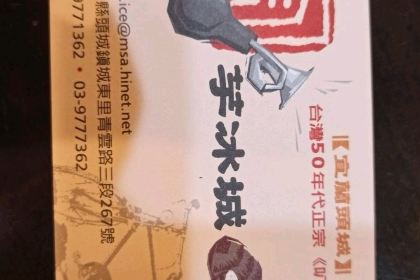 【宜蘭頭城】
台灣50年代正宗《叭
芋冰城
縣頭城鎮城東里青雲路三段267號
9771362・03-9777362
.ice@msa.hinet.net